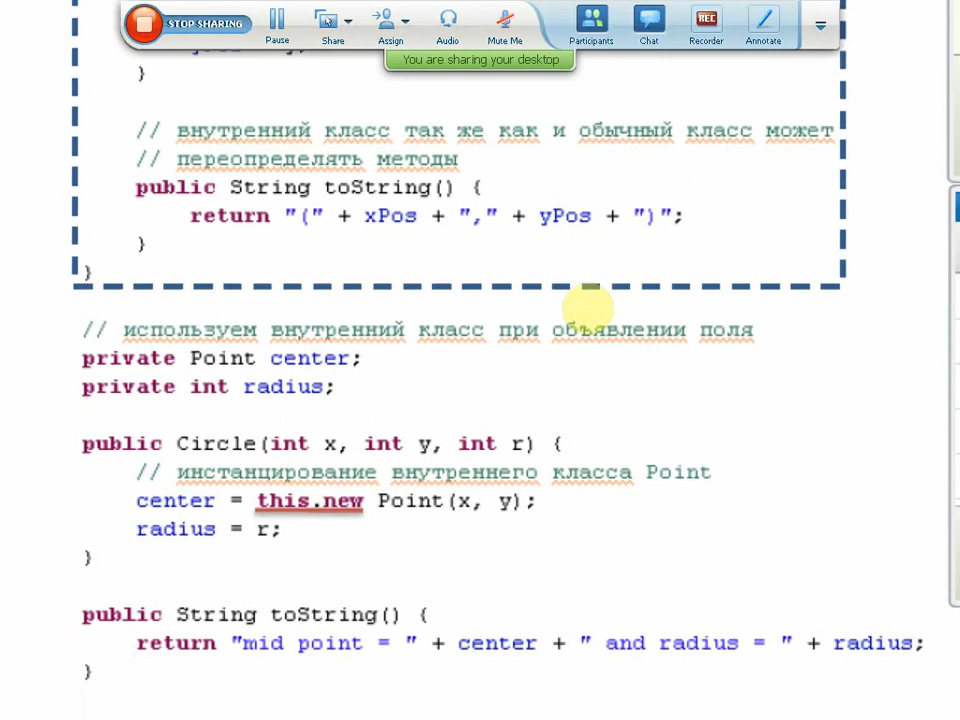 STOP SHARING
Pause
Share
Assign
Audio
Mute Me
Participants
Chat
REC
Recorder
Annotate
You are sharing your desktop
}
// внутренний класс так же как и обычный класс может
// переопределять методы
public String toString() {
return "(" + xPos + "," + yPos + ")";
}
}
// используем внутренний класс при объявлении поля
private Point center;
private int radius;
public Circle(int x, int y, int r) {
// инстанцирование внутреннего класса Point
center = this.new Point(x, y);
radius = r;
}
public String toString() {
return "mid point = " + center + " and radius = " + radius;
}